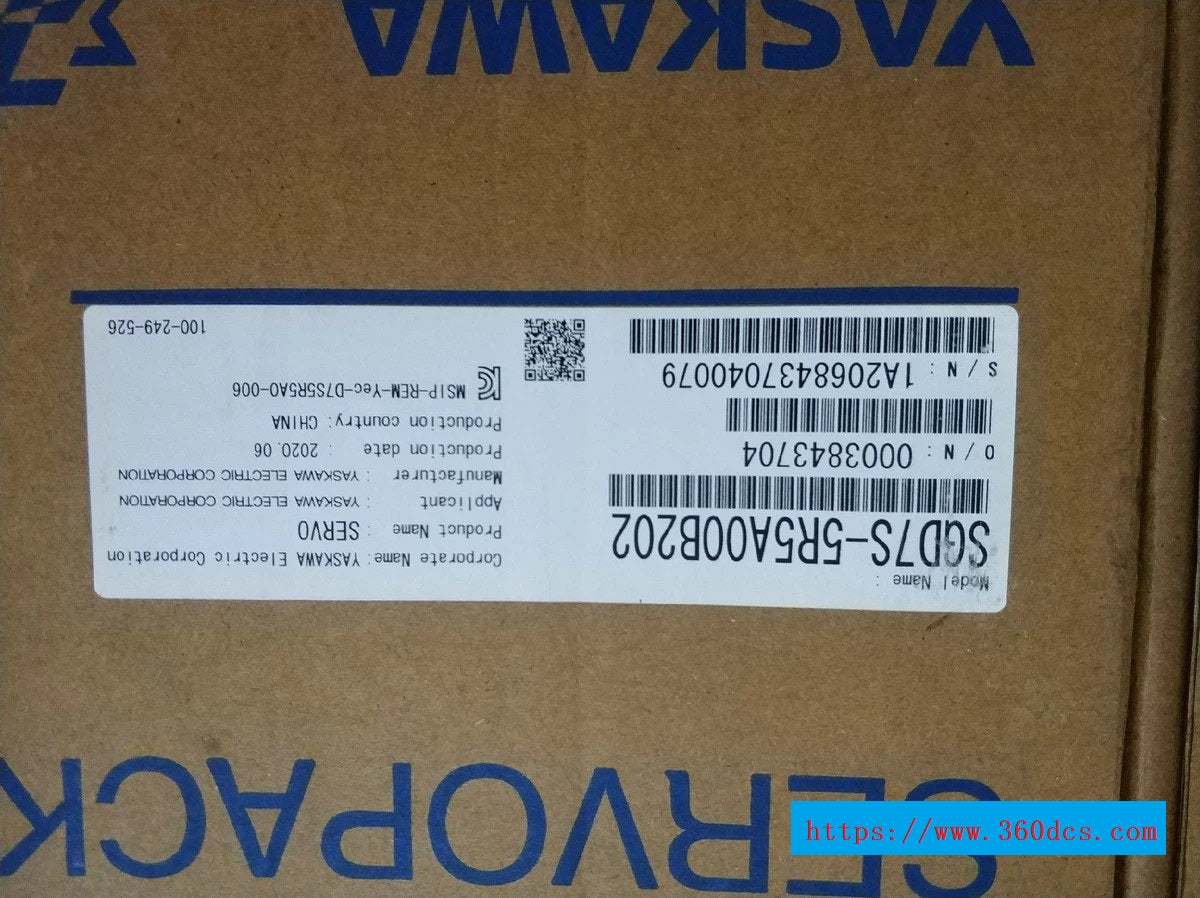 SERVOPACK
Model Name :
SGD7S-5R5A00B202
O / N : 0003843704
S / N : 1A2068437040079
Corporate Name : YASKAWA Electric Corporation
Product Name : SERVO
Applicant : YASKAWA ELECTRIC CORPORATION
Manufacturer : YASKAWA ELECTRIC CORPORATION
Production date : 2020.06
Production country : CHINA
MSIP-REM-Yec-D7S5R5A0-006
100-249-526
YASKAWA
https://www.360dcs.com